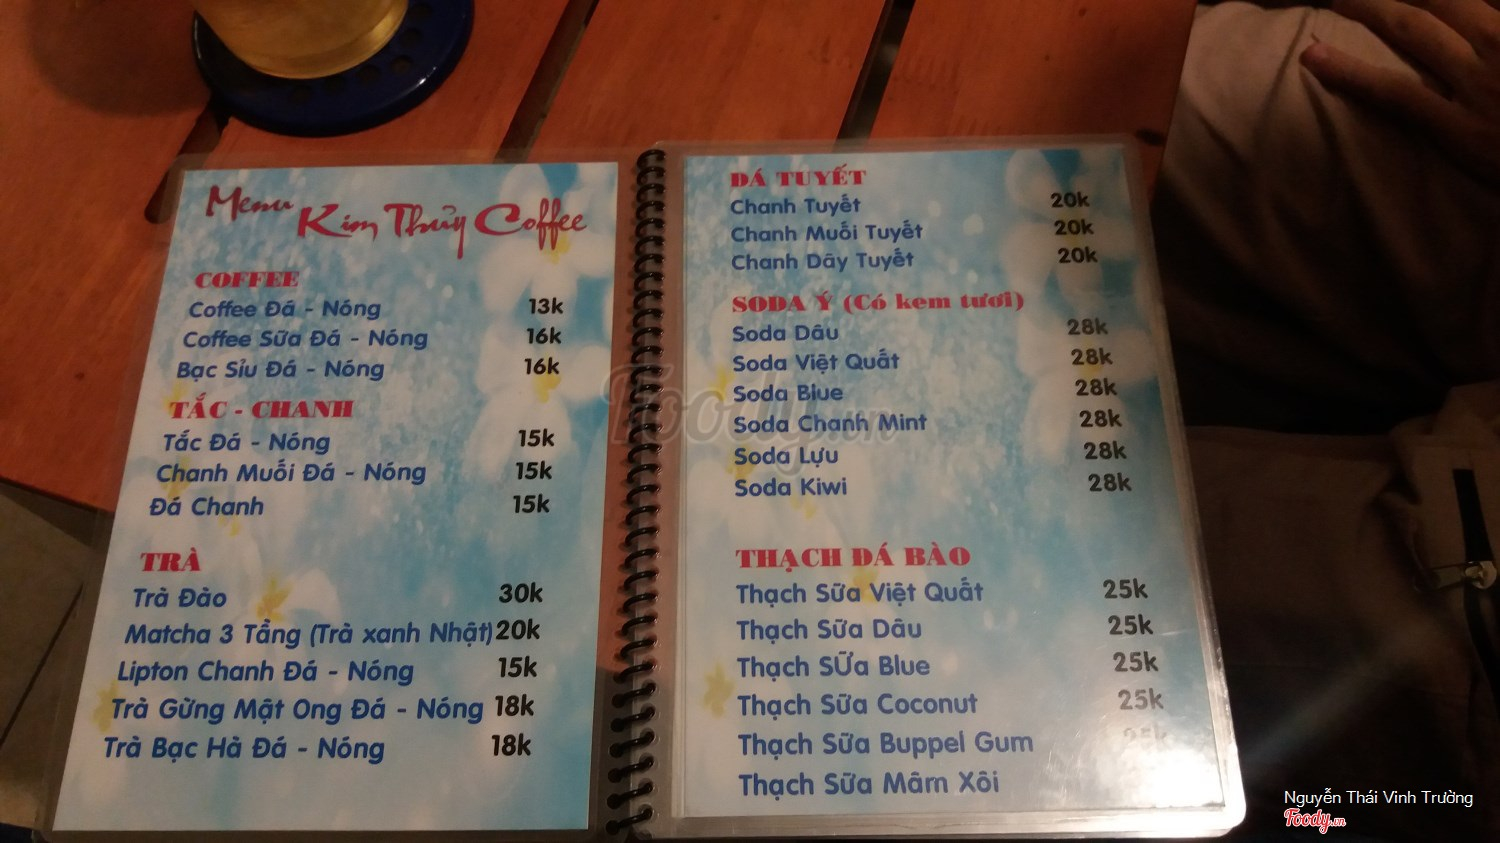 Menu
Kim Thủy Coffee
COFFEE
Coffee Đá - Nóng 13k
Coffee Sữa Đá - Nóng 16k
Bạc Sỉu Đá - Nóng 16k
TẮC - CHANH
Tắc Đá - Nóng 15k
Chanh Muối Đá - Nóng 15k
Đá Chanh 15k
TRÀ
Trà Đào 30k
Matcha 3 Tầng (Trà xanh Nhật) 20k
Lipton Chanh Đá - Nóng 15k
Trà Gừng Mật Ong Đá - Nóng 18k
Trà Bạc Hà Đá - Nóng 18k
ĐÁ TUYẾT
Chanh Tuyết 20k
Chanh Muối Tuyết 20k
Chanh Dây Tuyết 20k
SODA Ý (Có kem tươi)
Soda Dâu 28k
Soda Việt Quất 28k
Soda Blue 28k
Soda Chanh Mint 28k
Soda Lựu 28k
Soda Kiwi 28k
THẠCH ĐÁ BÀO
Thạch Sữa Việt Quất 25k
Thạch Sữa Dâu 25k
Thạch SỮa Blue 25k
Thạch Sữa Coconut 25k
Thạch Sữa Buppel Gum 25k
Thạch Sữa Mâm Xôi
Foody.vn
Nguyễn Thái Vinh Trường
Foody.vn